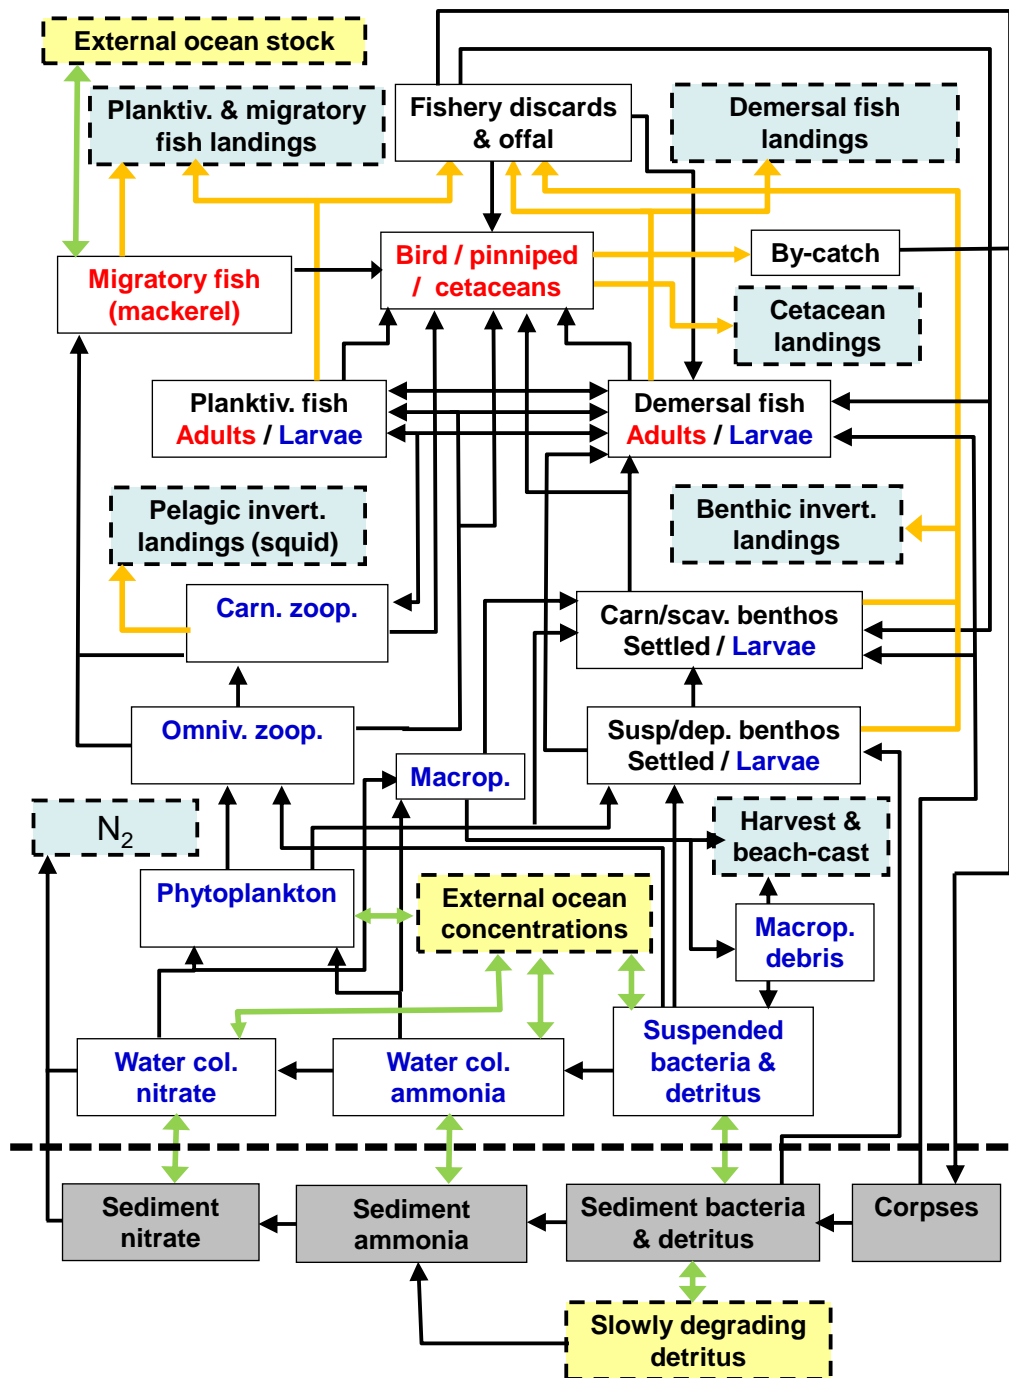 External ocean stock
Planktiv. & migratory
fish landings
Fishery discards
& offal
Demersal fish
landings
Migratory fish
(mackerel)
Bird / pinniped
/ cetaceans
By-catch
Cetacean
landings
Planktiv. fish
Adults / Larvae
Demersal fish
Adults / Larvae
Pelagic invert.
landings (squid)
Benthic invert.
landings
Carn. zoop.
Carn/scav. benthos
Settled / Larvae
Omniv. zoop.
Susp/dep. benthos
Settled / Larvae
Macrop.
N2
Harvest &
beach-cast
Phytoplankton
External ocean
concentrations
Macrop.
debris
Water col.
nitrate
Water col.
ammonia
Suspended
bacteria &
detritus
Sediment
nitrate
Sediment
ammonia
Sediment bacteria
& detritus
Corpses
Slowly degrading
detritus